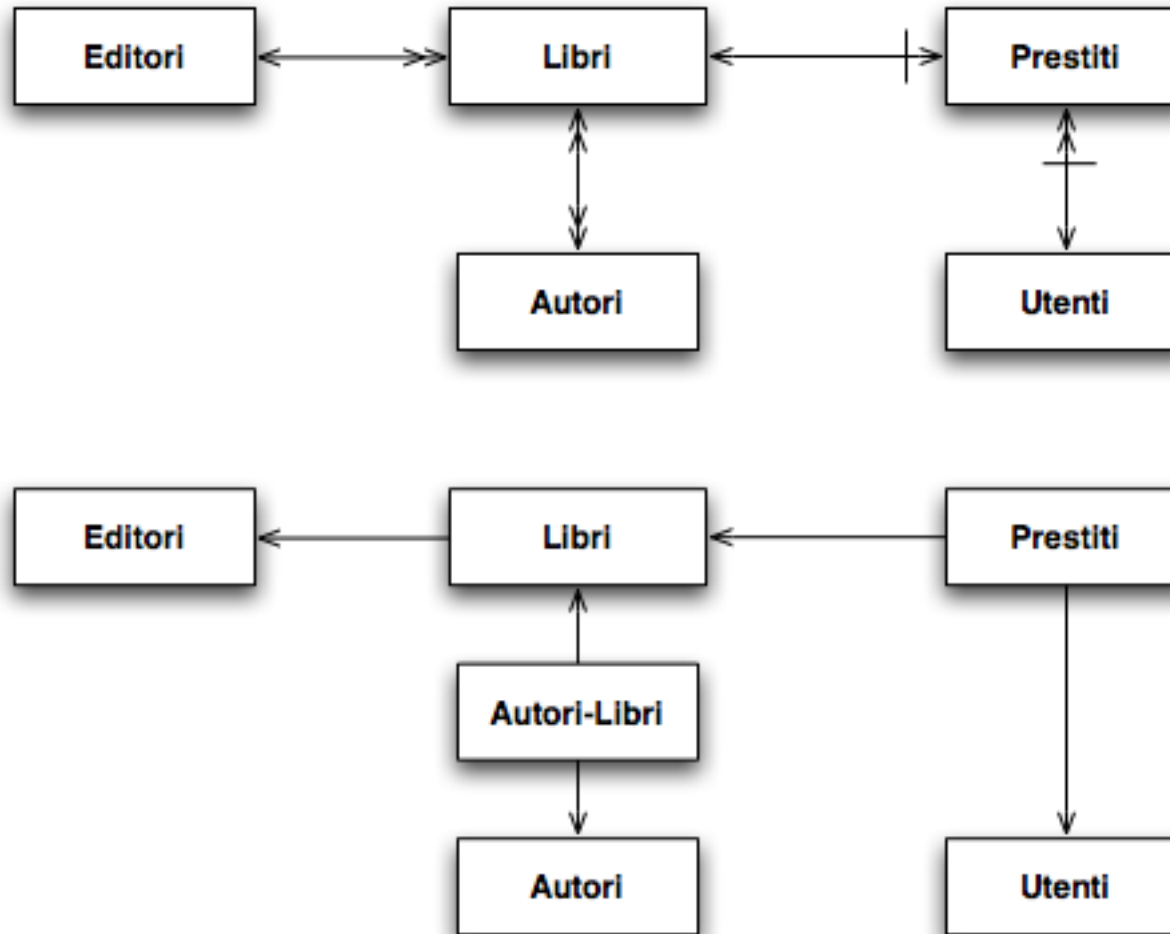 Editori
Libri
Prestiti
Autori
Utenti
Editori
Libri
Prestiti
Autori-Libri
Autori
Utenti